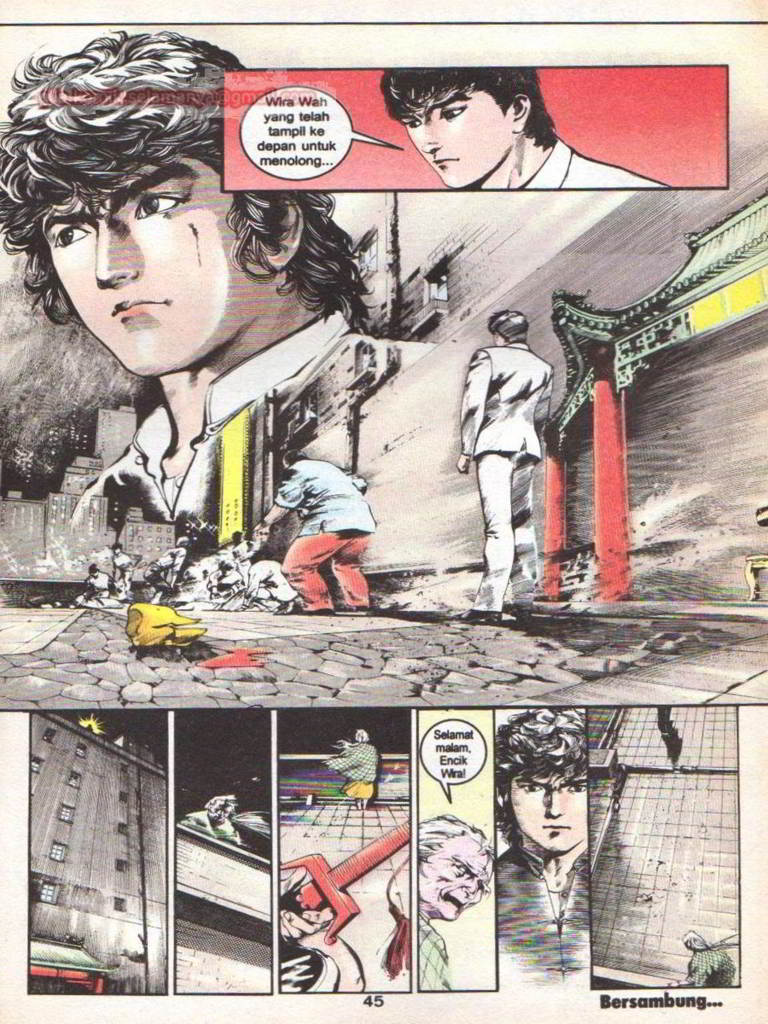 Wira Wah
yang telah
tampil ke
depan untuk
menolong...
Selamat
malam,
Encik
Wira!
45
Bersambung...